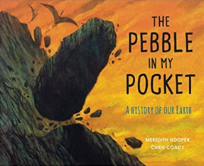 THE
PEBBLE
IN MY
POCKET
A HISTORY OF OUR EARTH
MEREDITH HOOPER
CHRIS COADY